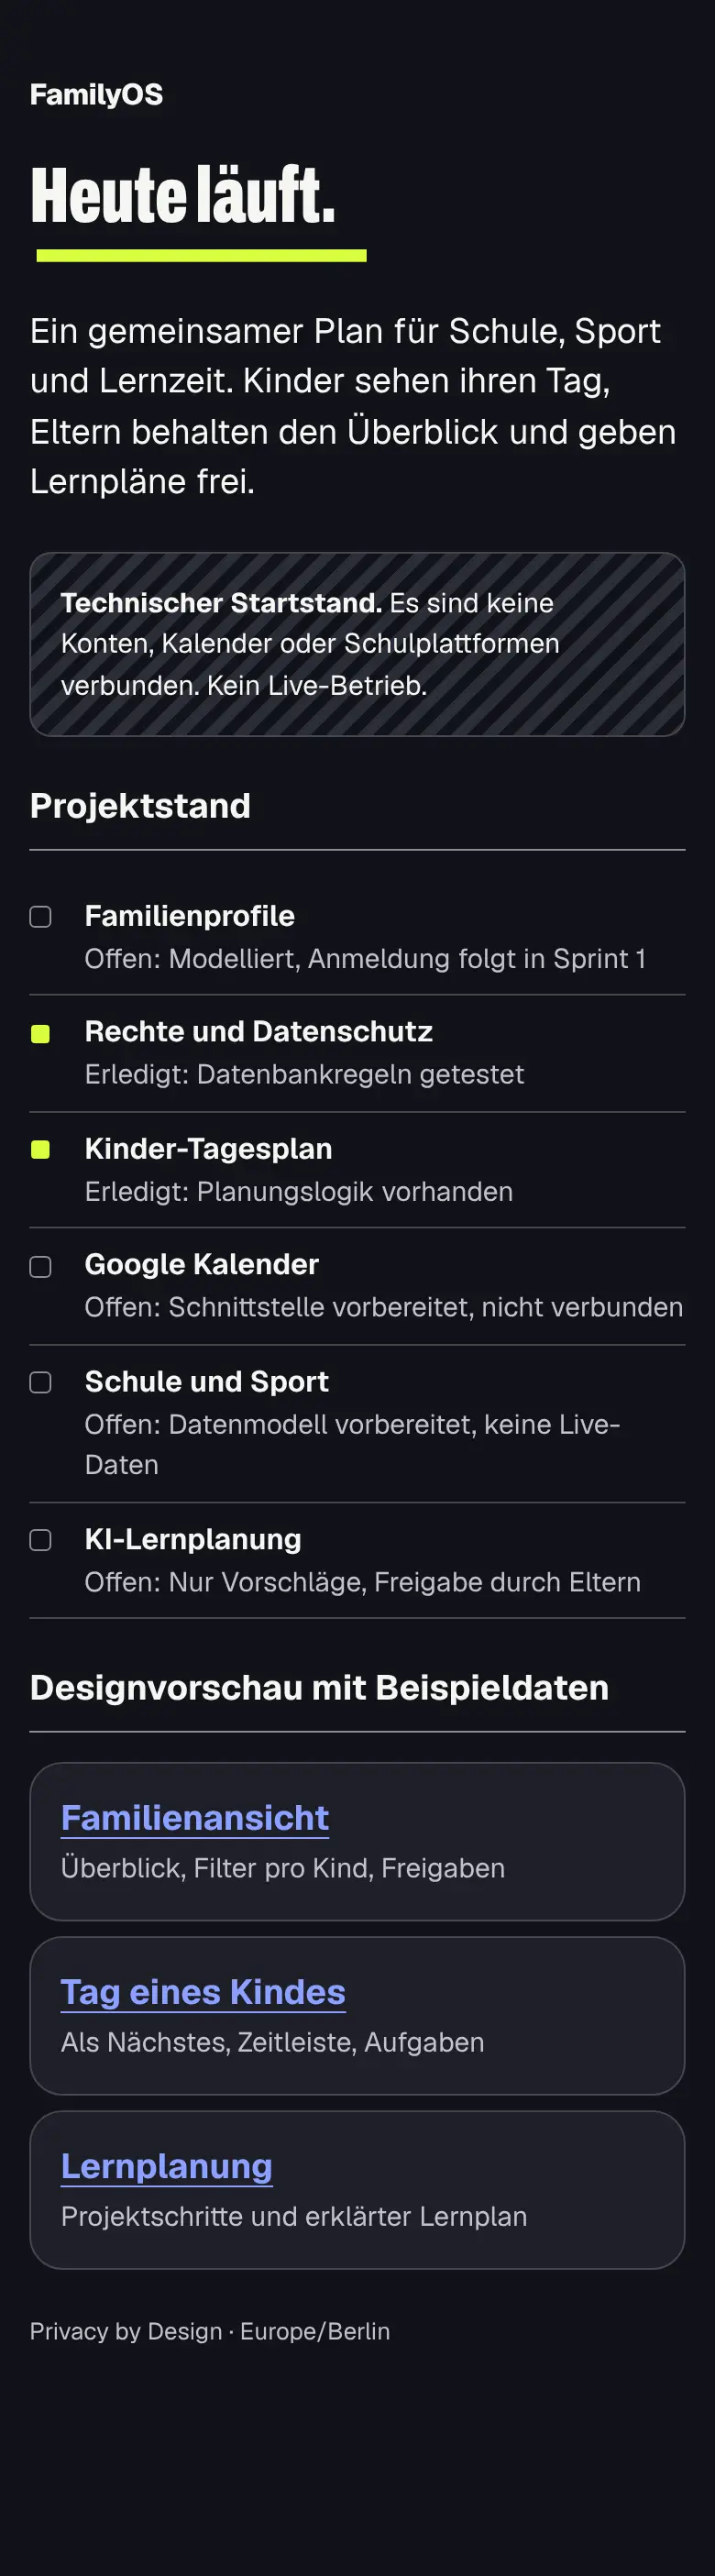 FamilyOS
Heute läuft.
Ein gemeinsamer Plan für Schule, Sport
und Lernzeit. Kinder sehen ihren Tag,
Eltern behalten den Überblick und geben
Lernpläne frei.
Technischer Startstand. Es sind keine
Konten, Kalender oder Schulplattformen
verbunden. Kein Live-Betrieb.
Projektstand
Familienprofile
Offen: Modelliert, Anmeldung folgt in Sprint 1
Rechte und Datenschutz
Erledigt: Datenbankregeln getestet
Kinder-Tagesplan
Erledigt: Planungslogik vorhanden
Google Kalender
Offen: Schnittstelle vorbereitet, nicht verbunden
Schule und Sport
Offen: Datenmodell vorbereitet, keine Live-
Daten
KI-Lernplanung
Offen: Nur Vorschläge, Freigabe durch Eltern
Designvorschau mit Beispieldaten
Familienansicht
Überblick, Filter pro Kind, Freigaben
Tag eines Kindes
Als Nächstes, Zeitleiste, Aufgaben
Lernplanung
Projektschritte und erklärter Lernplan
Privacy by Design · Europe/Berlin